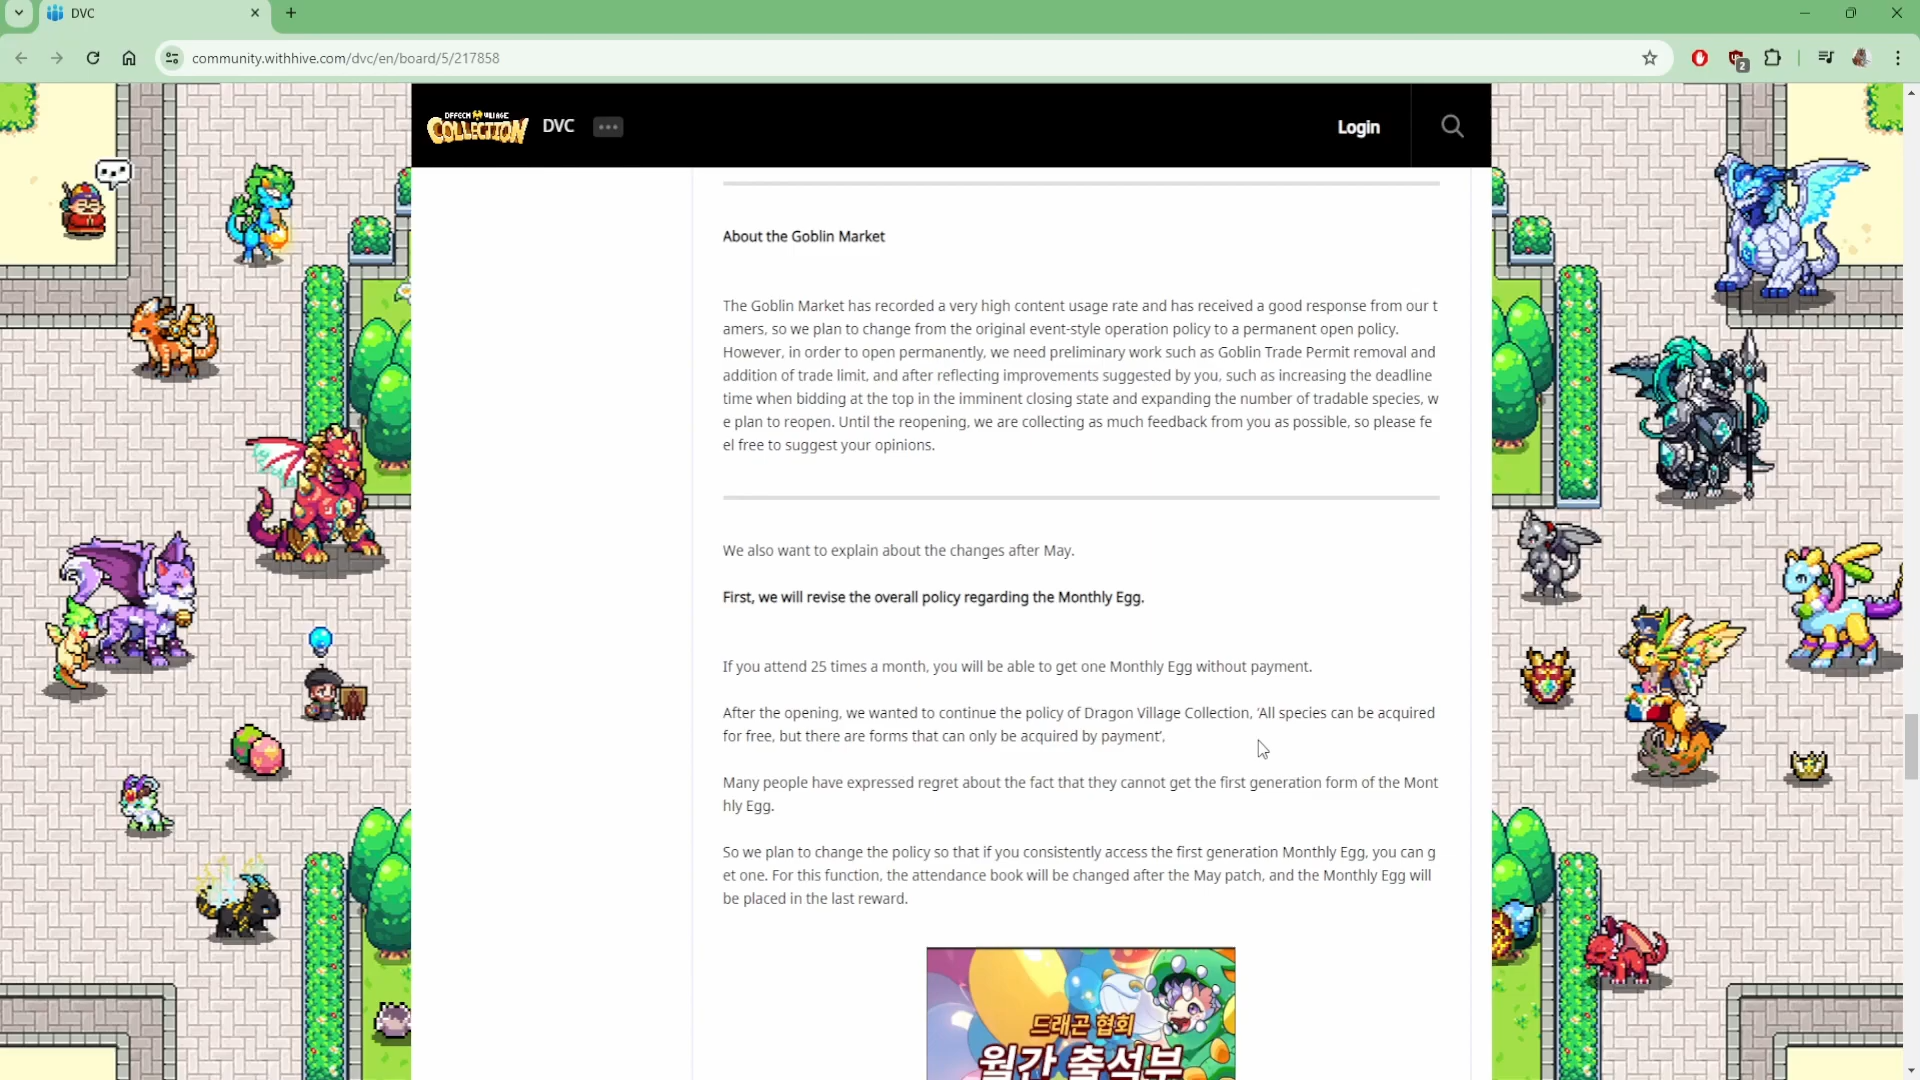 DVC
community.withhive.com/dvc/en/board/5/217858
2
COLLECTION
DVC
Login
About the Goblin Market
The Goblin Market has recorded a very high content usage rate and has received a good response from our t
amers, so we plan to change from the original event-style operation policy to a permanent open policy.
However, in order to open permanently, we need preliminary work such as Goblin Trade Permit removal and
addition of trade limit, and after reflecting improvements suggested by you, such as increasing the deadline
time when bidding at the top in the imminent closing state and expanding the number of tradable species, w
e plan to reopen. Until the reopening, we are collecting as much feedback from you as possible, so please fe
el free to suggest your opinions.
We also want to explain about the changes after May.
First, we will revise the overall policy regarding the Monthly Egg.
If you attend 25 times a month, you will be able to get one Monthly Egg without payment.
After the opening, we wanted to continue the policy of Dragon Village Collection, ‘All species can be acquired
for free, but there are forms that can only be acquired by payment’,
Many people have expressed regret about the fact that they cannot get the first generation form of the Mont
hly Egg.
So we plan to change the policy so that if you consistently access the first generation Monthly Egg, you can g
et one. For this function, the attendance book will be changed after the May patch, and the Monthly Egg will
be placed in the last reward.
드래곤 협회
월간 출석부